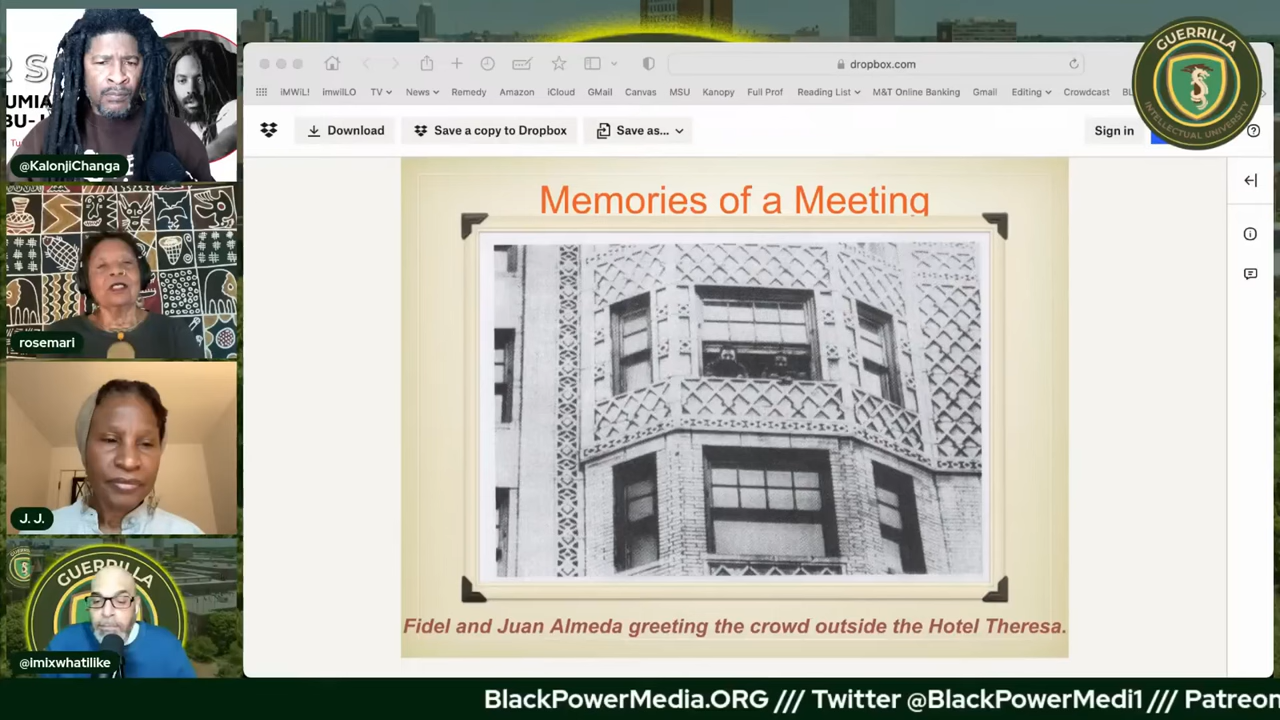 R S
UMIA
BU-J
Tu
@KalonjiChanga
rosemari
J. J.
GUERRILLA
@imixwhatilike
dropbox.com
iMWiL!
imwilLO
TV
News
Remedy
Amazon
iCloud
GMail
Canvas
MSU
Kanopy
Full Prof
Reading List
M&T Online Banking
Gmail
Editing
Crowdcast
GUERRILLA
INTELLECTUAL UNIVERSITY
Download
Save a copy to Dropbox
Save as...
Sign in
Memories of a Meeting
Fidel and Juan Almeda greeting the crowd outside the Hotel Theresa.
BlackPowerMedia.ORG /// Twitter @BlackPowerMedi1 /// Patreon